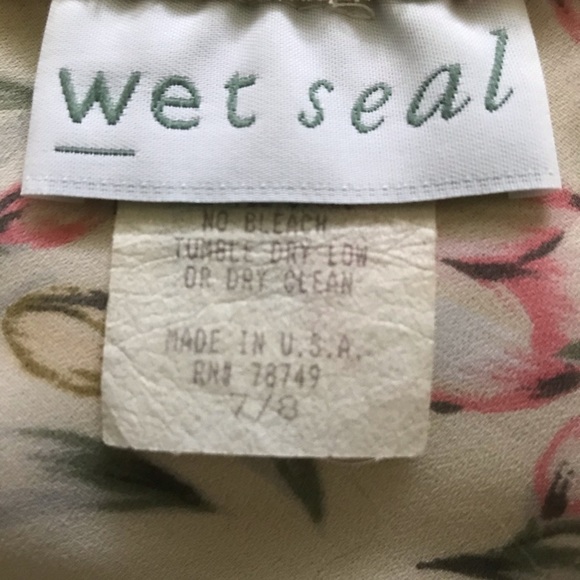 wet seal
NO BLEACH
TUMBLE DRY LOW
OR DRY CLEAN
MADE IN U.S.A.
RN# 78749
7/8